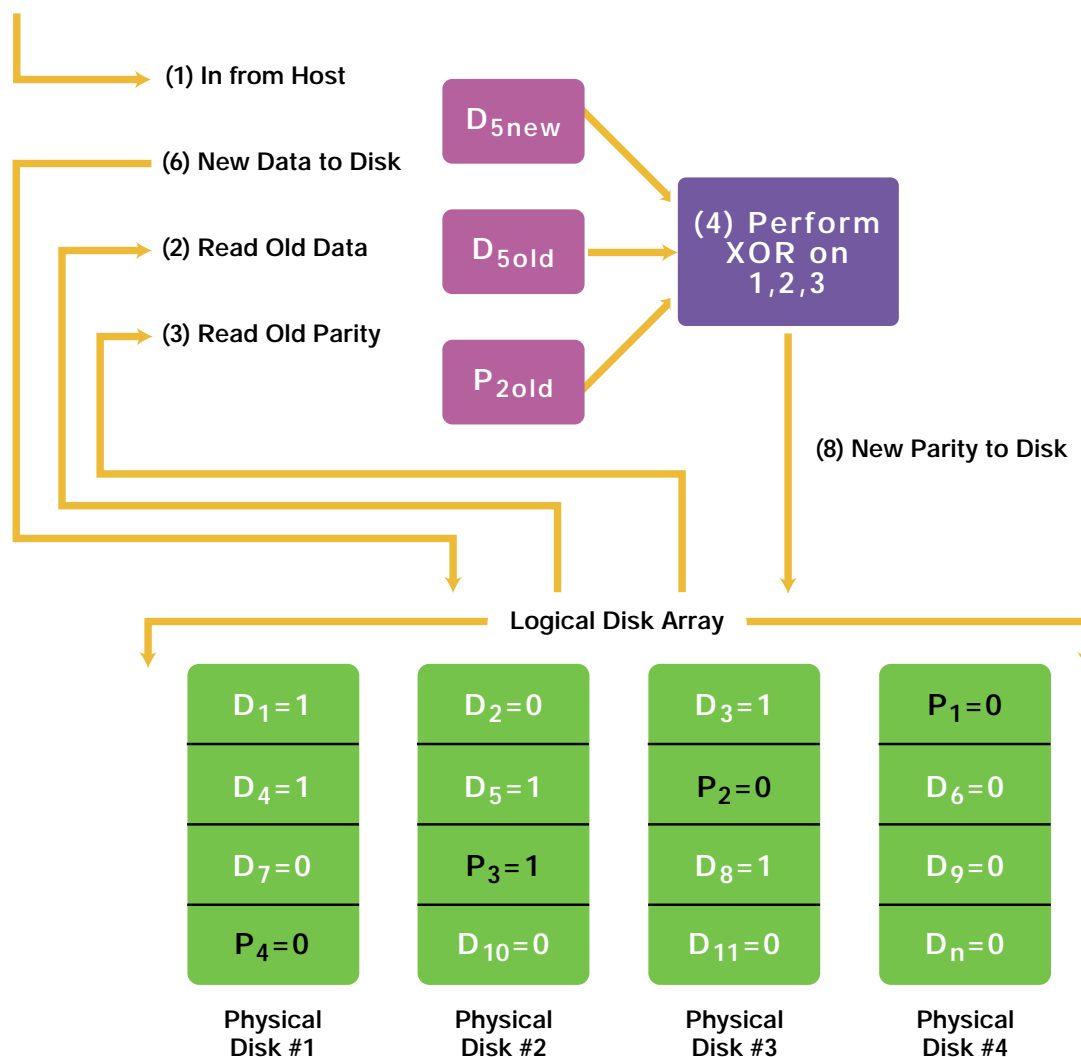 (1) In from Host
D5new
(6) New Data to Disk
(4) Perform
XOR on
1,2,3
(2) Read Old Data
D5old
(3) Read Old Parity
P2old
(8) New Parity to Disk
Logical Disk Array
D1=1
D2=0
D3=1
P1=0
D4=1
D5=1
P2=0
D6=0
D7=0
P3=1
D8=1
D9=0
P4=0
D10=0
D11=0
Dn=0
Physical
Disk #1
Physical
Disk #2
Physical
Disk #3
Physical
Disk #4